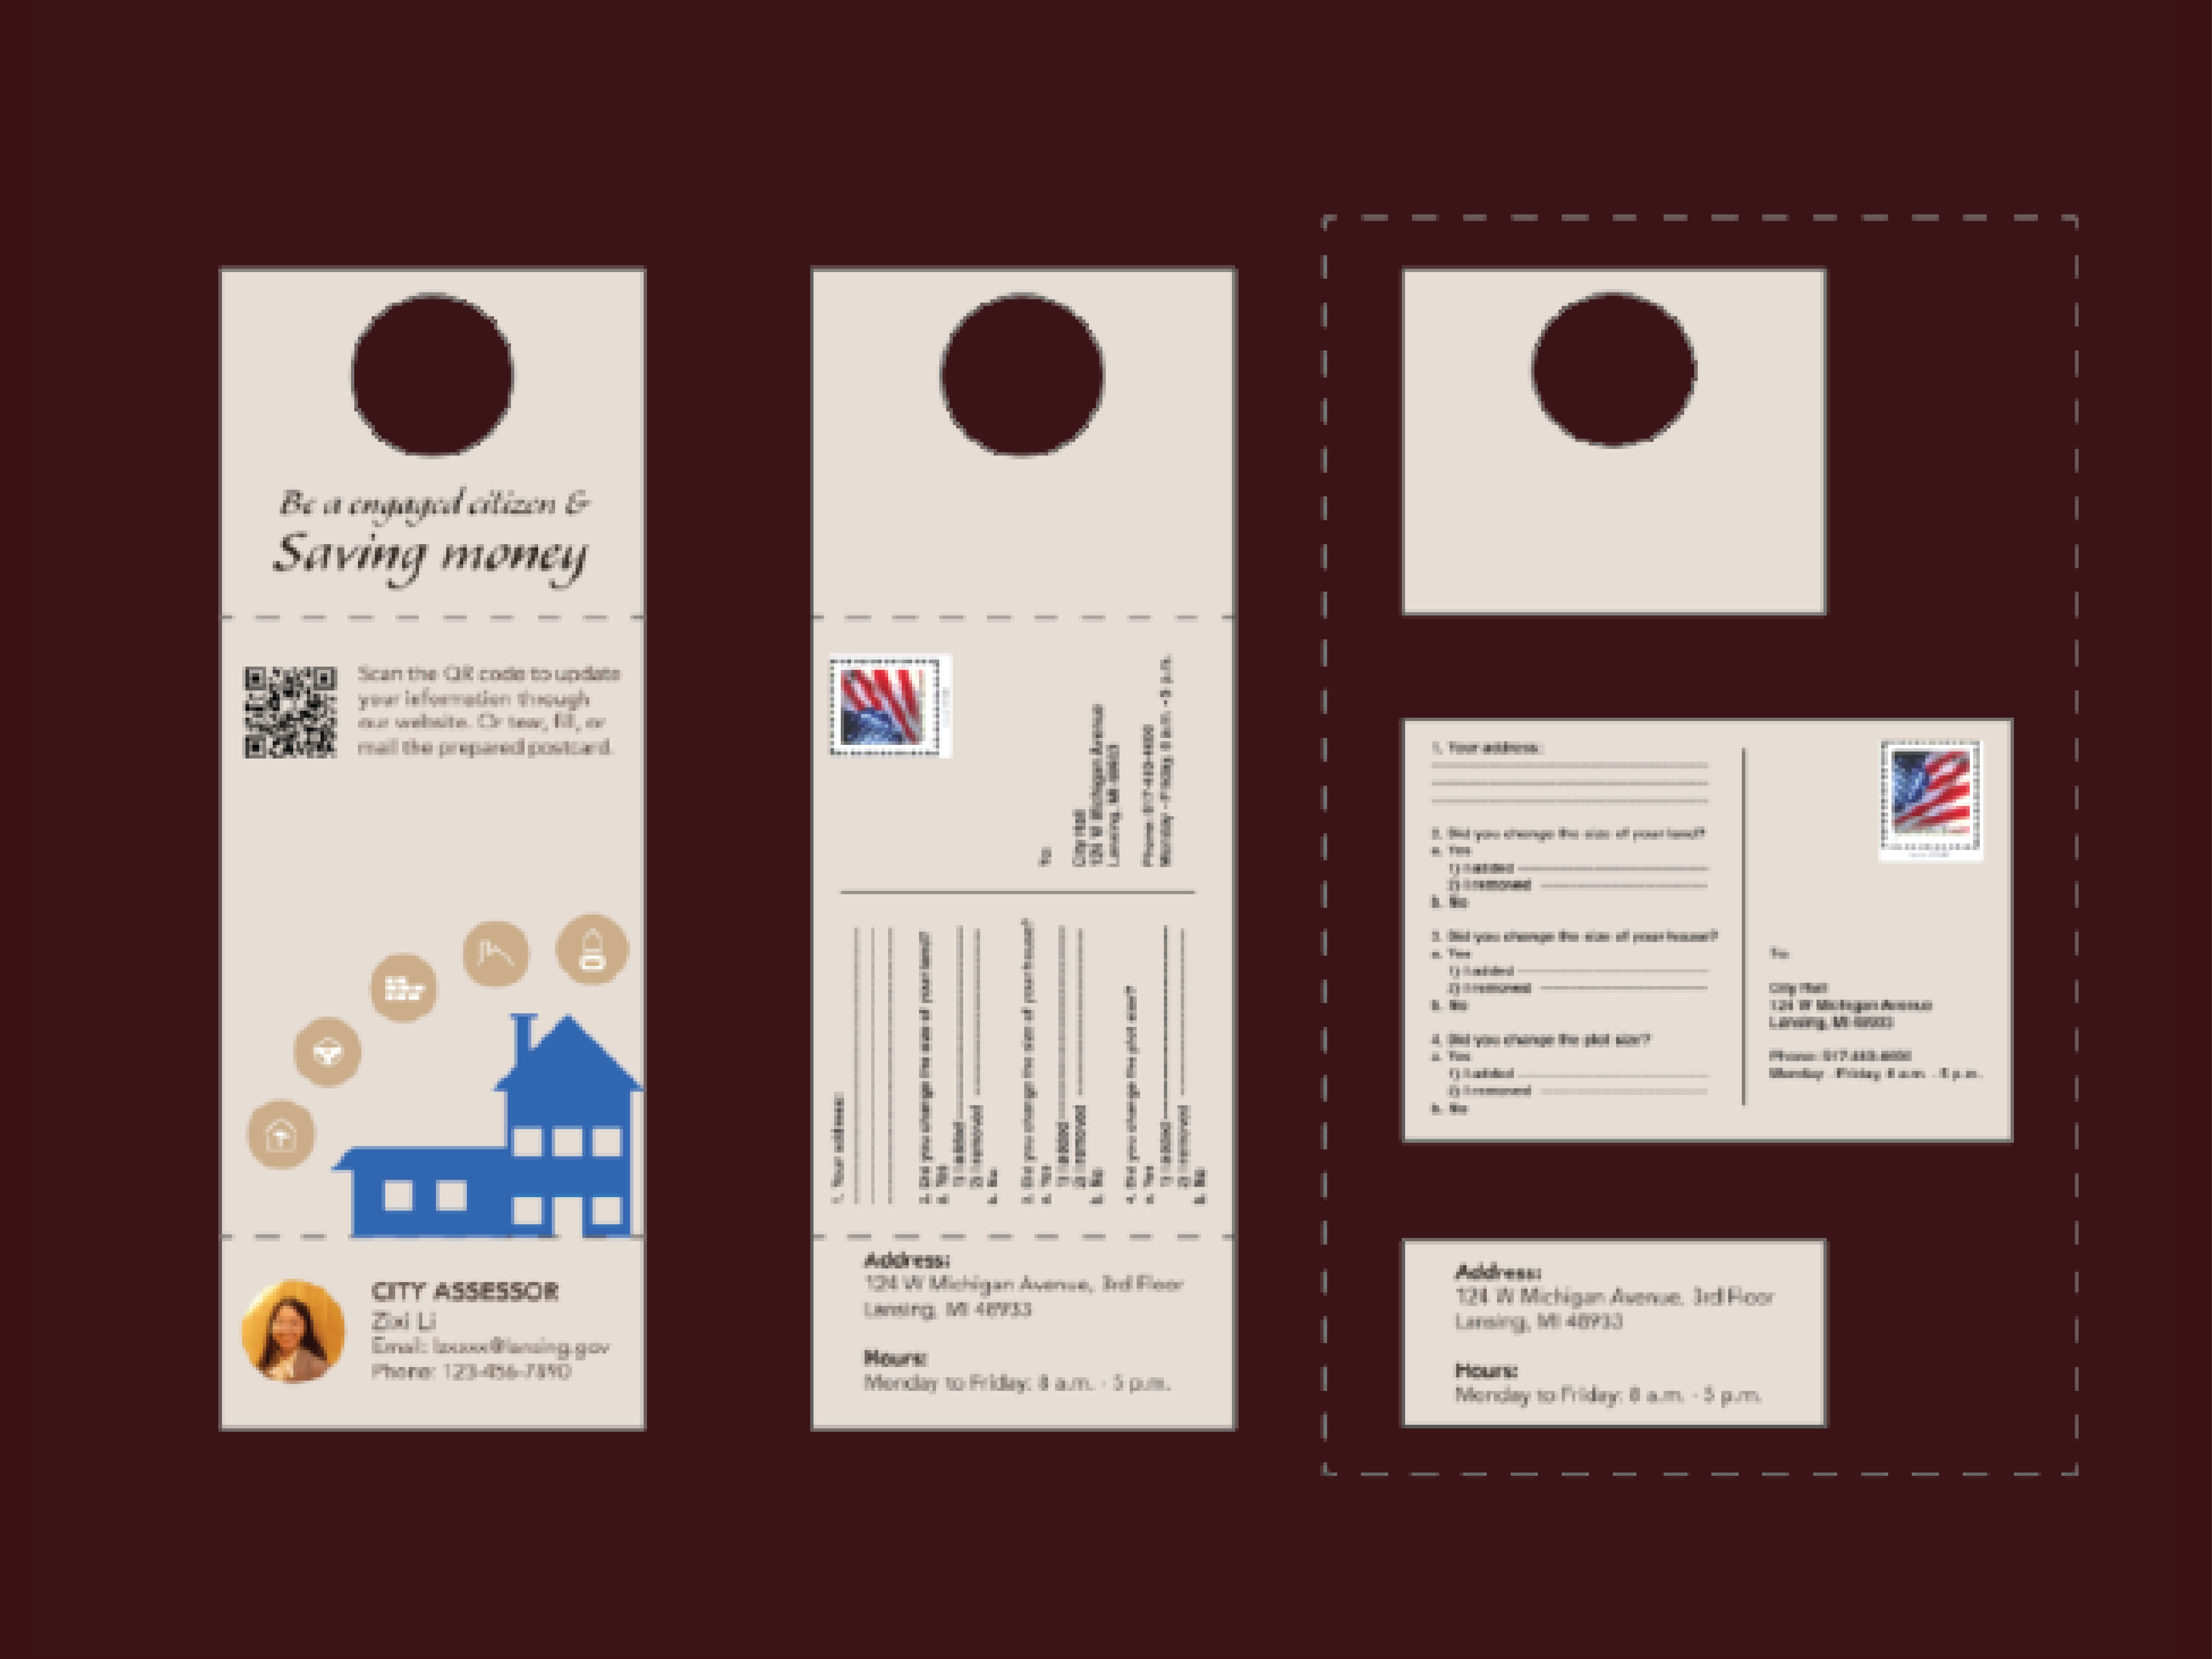 Be a engaged citizen &
Saving money
Scan the QR code to update
your information through
our website. Or tear, fill, or
mail the prepared postcard.
CITY ASSESSOR
Zixi Li
Email: lxxxxx@lansing.gov
Phone: 123-456-7890
To:
City Hall
124 W Michigan Avenue
Lansing, MI 48933
Phone:
Monday - Friday: 8 a.m. - 5 p.m.
1. Your address:
2. Did you change the size of your land?
a. Yes
1) I added
2) I removed
b. No
3. Did you change the size of your house?
a. Yes
1) I added
2) I removed
b. No
4. Did you change the plot size?
a. Yes
1) I added
2) I removed
b. No
Address:
124 W Michigan Avenue, 3rd Floor
Lansing, MI 48933
Hours:
Monday to Friday: 8 a.m. - 5 p.m.
1. Your address:
2. Did you change the size of your land?
a. Yes
1) I added
2) I removed
b. No
3. Did you change the size of your house?
a. Yes
1) I added
2) I removed
b. No
4. Did you change the plot size?
a. Yes
1) I added
2) I removed
b. No
To:
City Hall
124 W Michigan Avenue
Lansing, MI 48933
Phone:
Monday - Friday: 8 a.m. - 5 p.m.
Address:
124 W Michigan Avenue, 3rd Floor
Lansing, MI 48933
Hours:
Monday to Friday: 8 a.m. - 5 p.m.